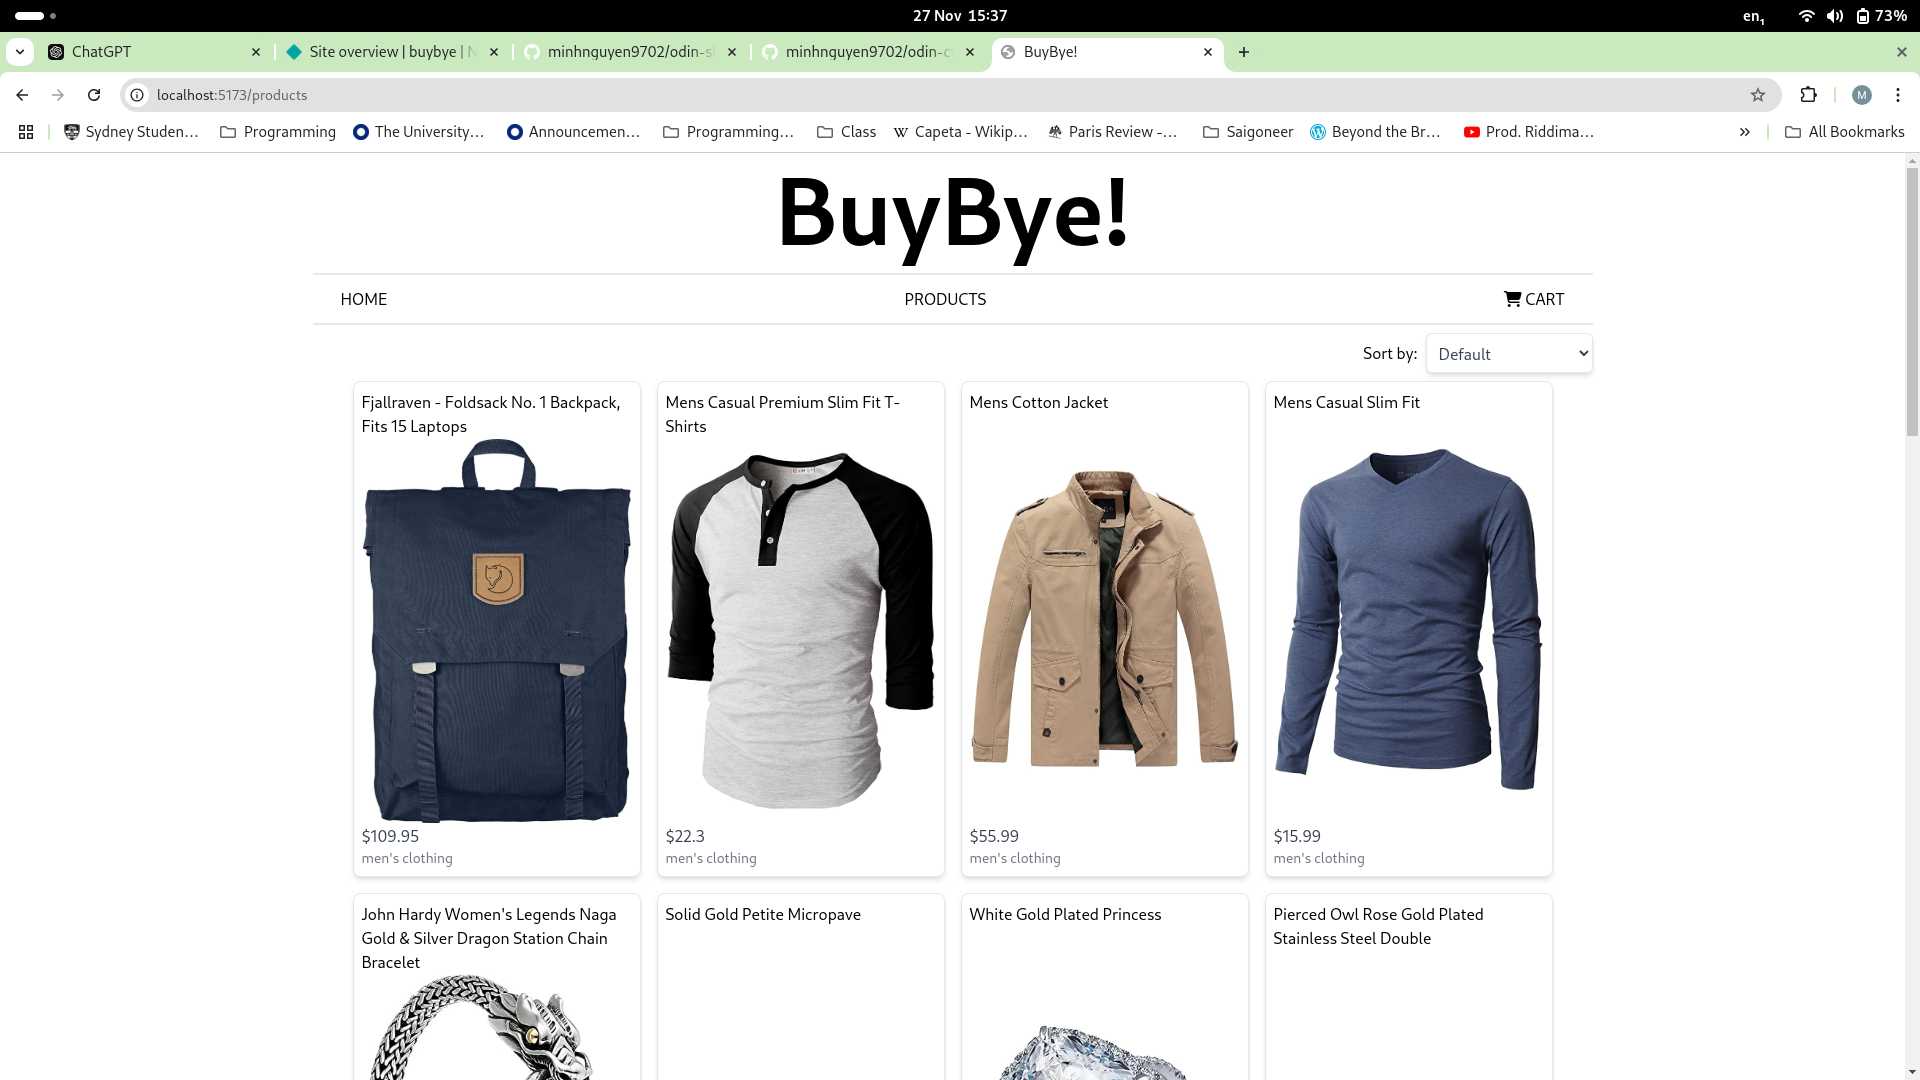 27 Nov 15:37
en1
73%
ChatGPT
Site overview | buybye | N
minhnguyen9702/odin-s
minhnguyen9702/odin-c
BuyBye!
localhost:5173/products
M
Sydney Studen...
Programming
The University...
Announcemen...
Programming...
Class
W Capeta - Wikip...
Paris Review -...
Saigoneer
Beyond the Br...
Prod. Riddima...
All Bookmarks
BuyBye!
HOME
PRODUCTS
CART
Sort by:
Default
Fjallraven - Foldsack No. 1 Backpack,
Fits 15 Laptops
$109.95
men's clothing
Mens Casual Premium Slim Fit T-
Shirts
$22.3
men's clothing
Mens Cotton Jacket
$55.99
men's clothing
Mens Casual Slim Fit
$15.99
men's clothing
John Hardy Women's Legends Naga
Gold & Silver Dragon Station Chain
Bracelet
Solid Gold Petite Micropave
White Gold Plated Princess
Pierced Owl Rose Gold Plated
Stainless Steel Double